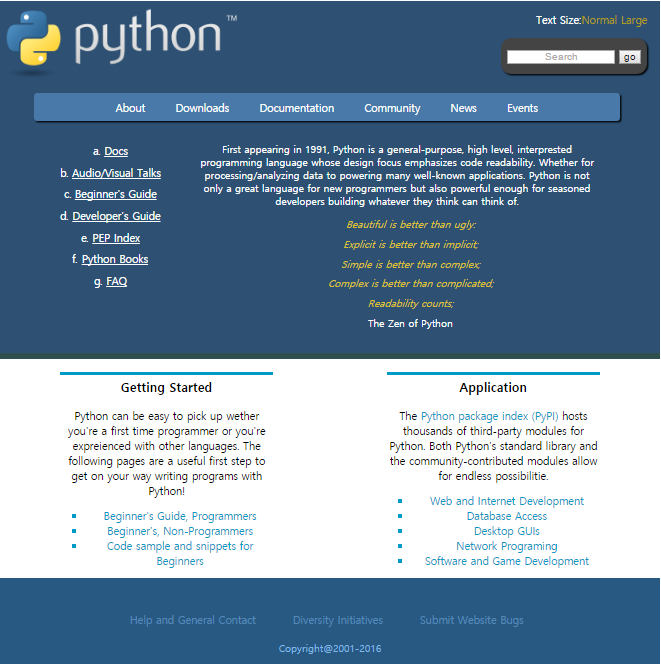 python™
Text Size:Normal Large
Search go
About Downloads Documentation Community News Events
a. Docs
b. Audio/Visual Talks
c. Beginner's Guide
d. Developer's Guide
e. PEP Index
f. Python Books
g. FAQ
First appearing in 1991, Python is a general-purpose, high level, interprested
programming language whose design focus emphasizes code readability. Whether for
processing/analyzing data to powering many well-known applications. Python is not
only a great language for new programmers but also powerful enough for seasoned
developers building whatever they think can think of.
Beautiful is better than ugly:
Explicit is better than implicit;
Simple is better than complex;
Complex is better than complicated;
Readability counts;
The Zen of Python
Getting Started
Python can be easy to pick up wether
you're a first time programmer or you're
expreienced with other languages. The
following pages are a useful first step to
get on your way writing programs with
Python!
Beginner's Guide, Programmers
Beginner's, Non-Programmers
Code sample and snippets for
Beginners
Application
The Python package index (PyPI) hosts
thousands of third-party modules for
Python. Both Python's standard library and
the community-contributed modules allow
for endless possibilitie.
Web and Internet Development
Database Access
Desktop GUIs
Network Programing
Software and Game Development
Help and General Contact Diversity Initiatives Submit Website Bugs
Copyright@2001-2016